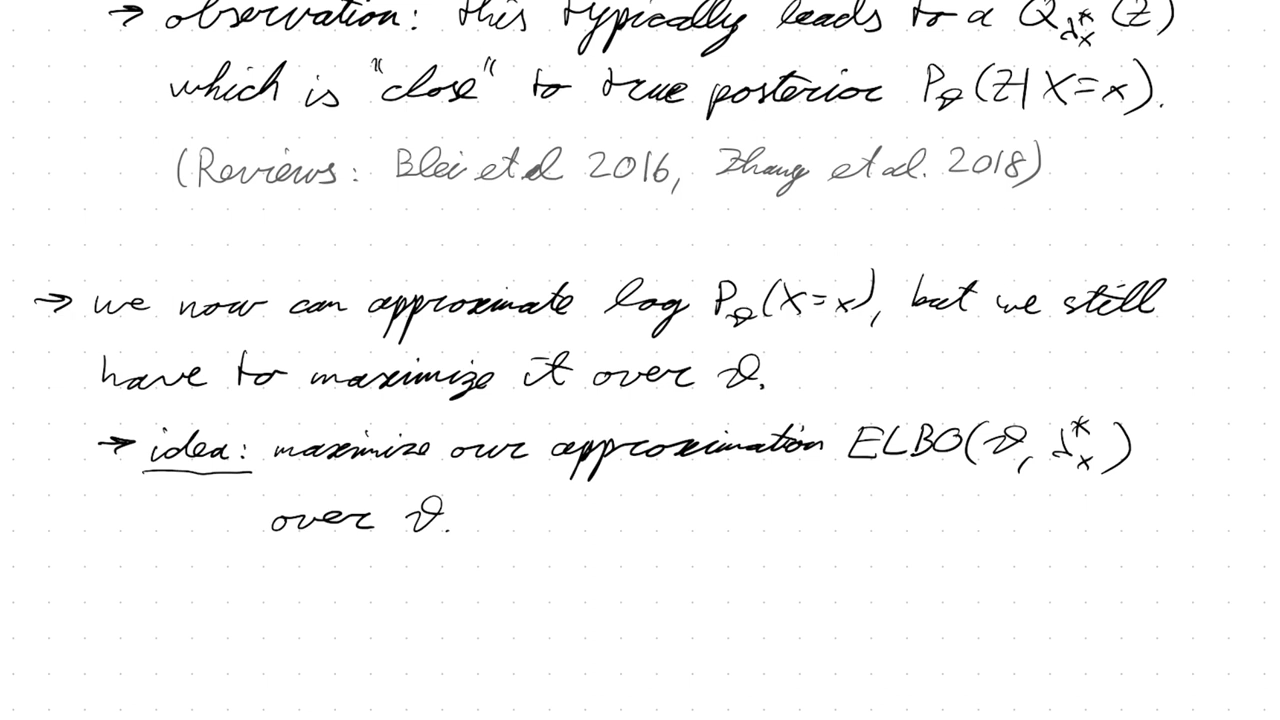 → observation: this typically leads to a Q_λ*_x (Z)
which is "close" to true posterior P_ϑ(Z|X=x).
(Reviews: Blei et al 2016, Zhang et al. 2018)
→ we now can approximate log P_ϑ(X=x), but we still
have to maximize it over ϑ.
→ idea: maximize our approximation ELBO(ϑ, λ*_x)
over ϑ.